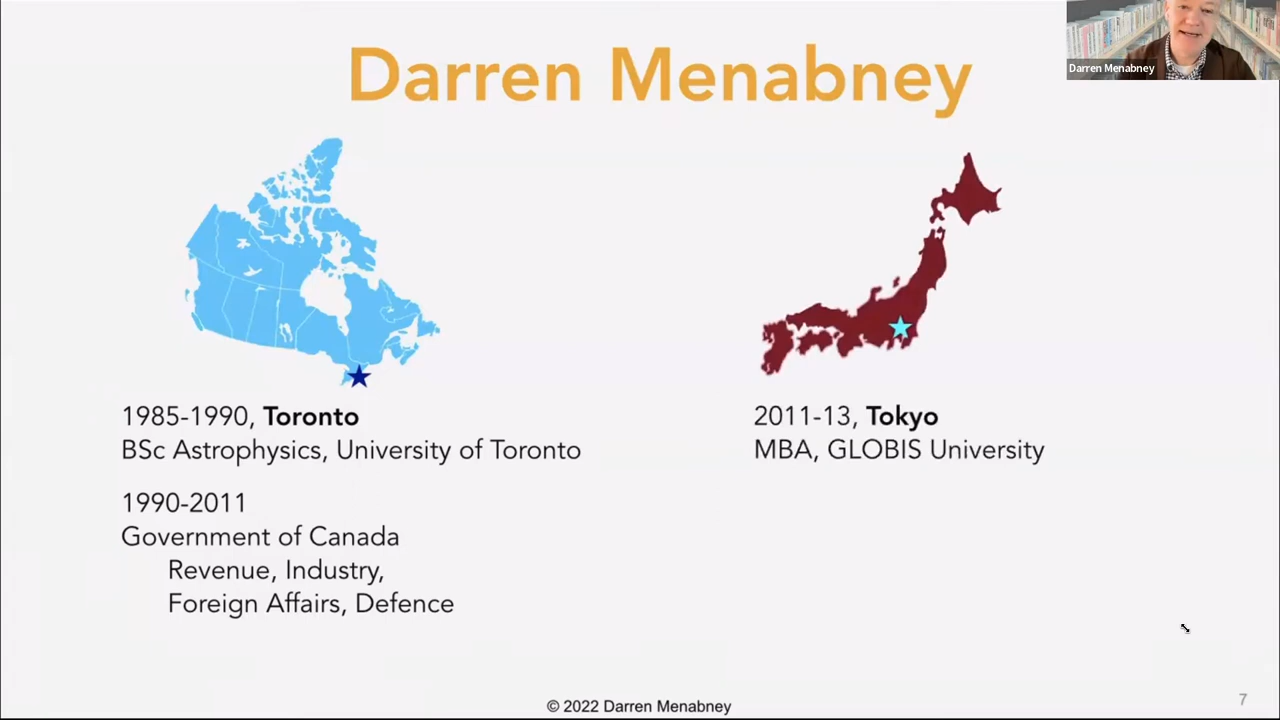 Darren Menabney
Darren Menabney
1985-1990, Toronto
BSc Astrophysics, University of Toronto
1990-2011
Government of Canada
Revenue, Industry,
Foreign Affairs, Defence
2011-13, Tokyo
MBA, GLOBIS University
© 2022 Darren Menabney
7